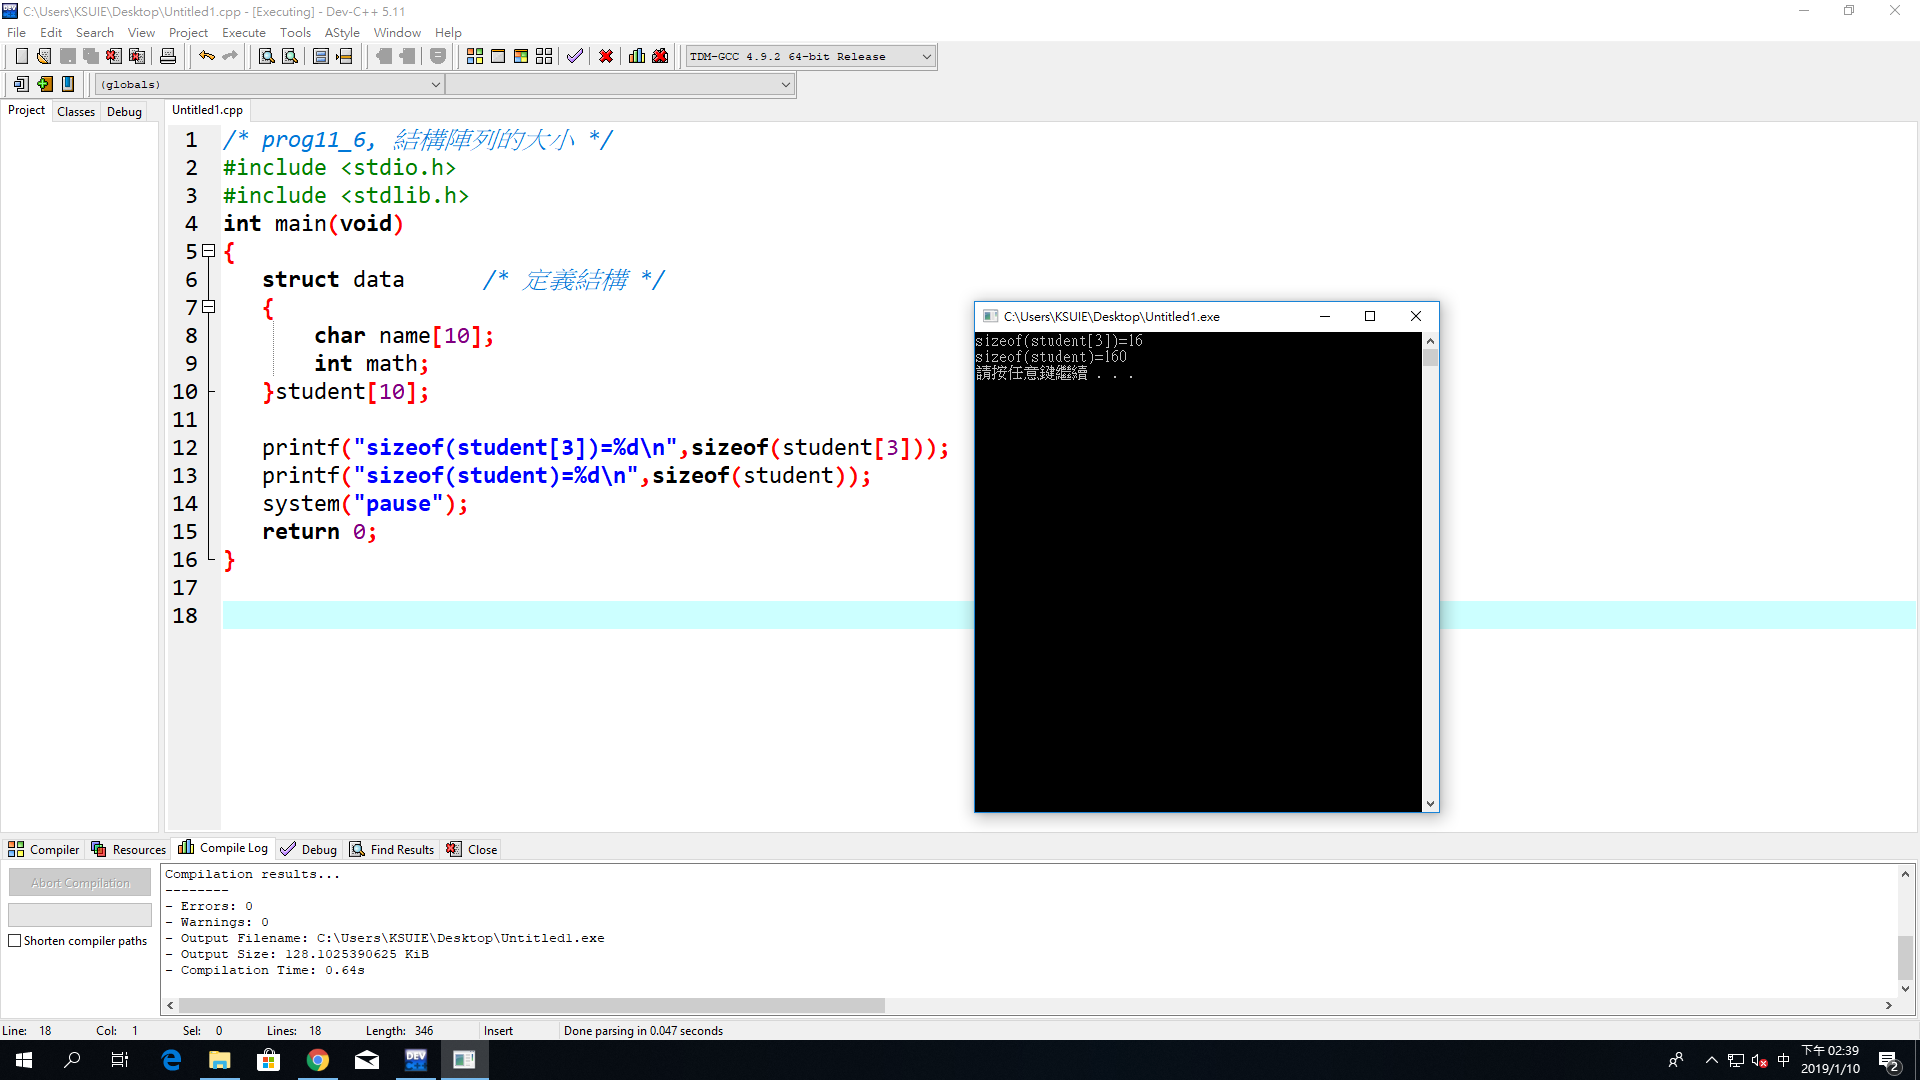 C:\Users\KSUIE\Desktop\Untitled1.cpp - [Executing] - Dev-C++ 5.11
File Edit Search View Project Execute Tools AStyle Window Help
TDM-GCC 4.9.2 64-bit Release
(globals)
Project Classes Debug
Untitled1.cpp
1 /* prog11_6, 結構陣列的大小 */
2 #include <stdio.h>
3 #include <stdlib.h>
4 int main(void)
5 {
6 struct data /* 定義結構 */
7 {
8 char name[10];
9 int math;
10 }student[10];
11
12 printf("sizeof(student[3])=%d\n",sizeof(student[3]));
13 printf("sizeof(student)=%d\n",sizeof(student));
14 system("pause");
15 return 0;
16 }
17
18
C:\Users\KSUIE\Desktop\Untitled1.exe
sizeof(student[3])=16
sizeof(student)=160
請按任意鍵繼續 . . .
Compiler Resources Compile Log Debug Find Results Close
Abort Compilation
Shorten compiler paths
Compilation results...
--------
- Errors: 0
- Warnings: 0
- Output Filename: C:\Users\KSUIE\Desktop\Untitled1.exe
- Output Size: 128.1025390625 KiB
- Compilation Time: 0.64s
Line: 18 Col: 1 Sel: 0 Lines: 18 Length: 346 Insert Done parsing in 0.047 seconds
DEV
中
下午 02:39
2019/1/10
2